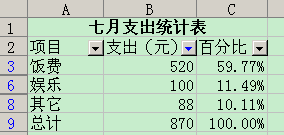 A B C
1 七月支出统计表
2 项目 支出（元） 百分比
3 饭费 520 59.77%
6 娱乐 100 11.49%
8 其它 88 10.11%
9 总计 870 100.00%